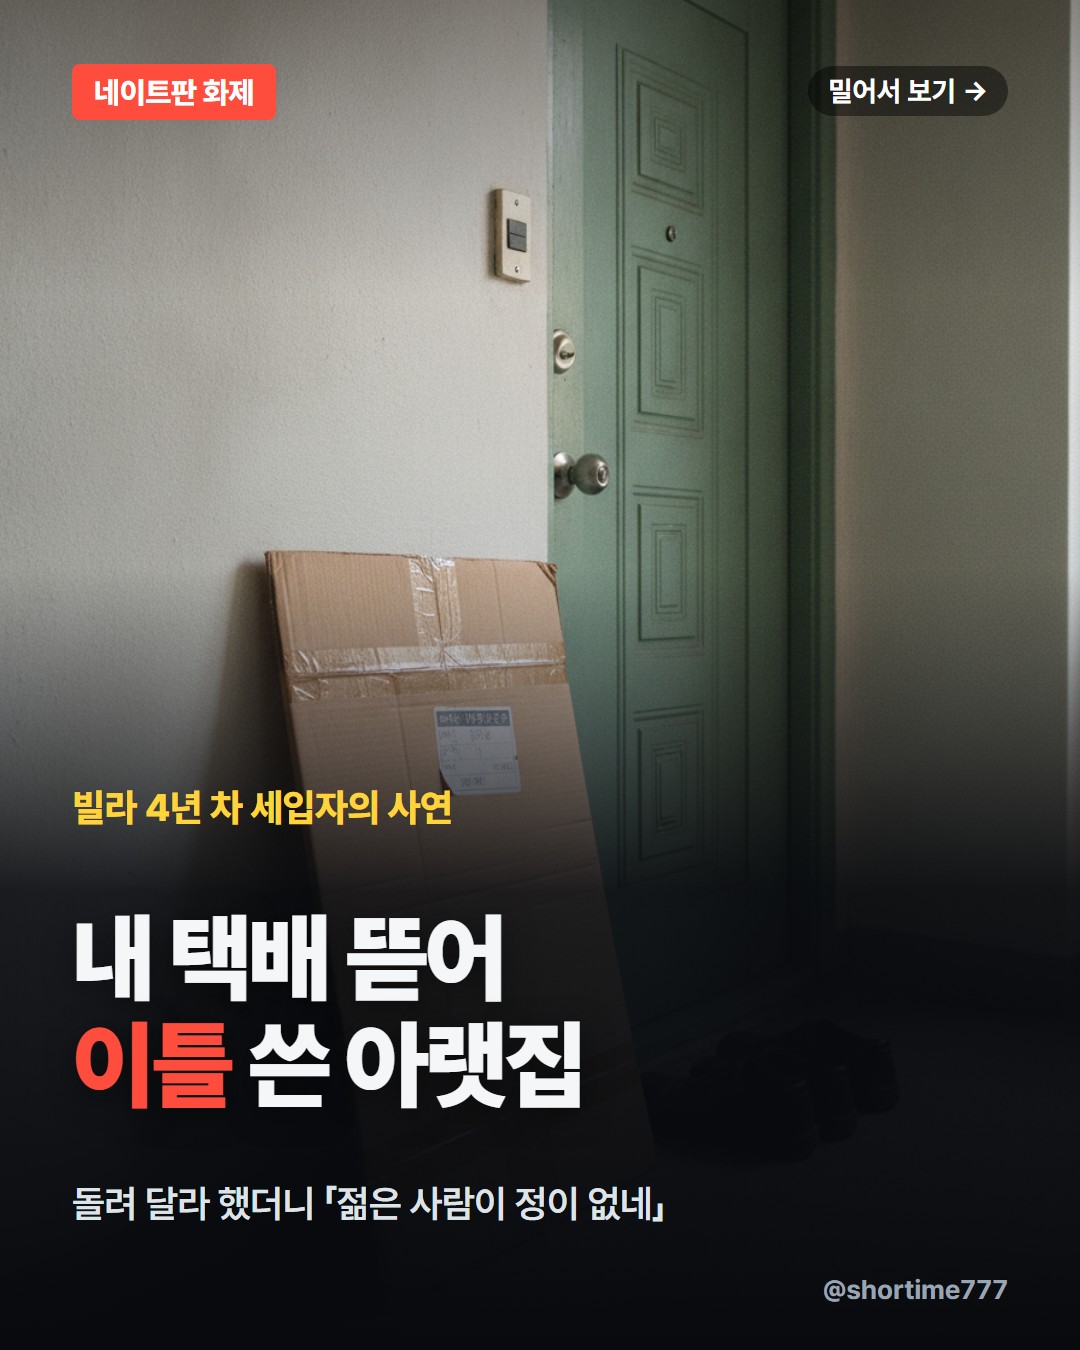 네이트판 화제
밀어서 보기 →
빌라 4년 차 세입자의 사연
내 택배 뜯어
이틀 쓴 아랫집
돌려 달라 했더니 「젊은 사람이 정이 없네」
@shortime777